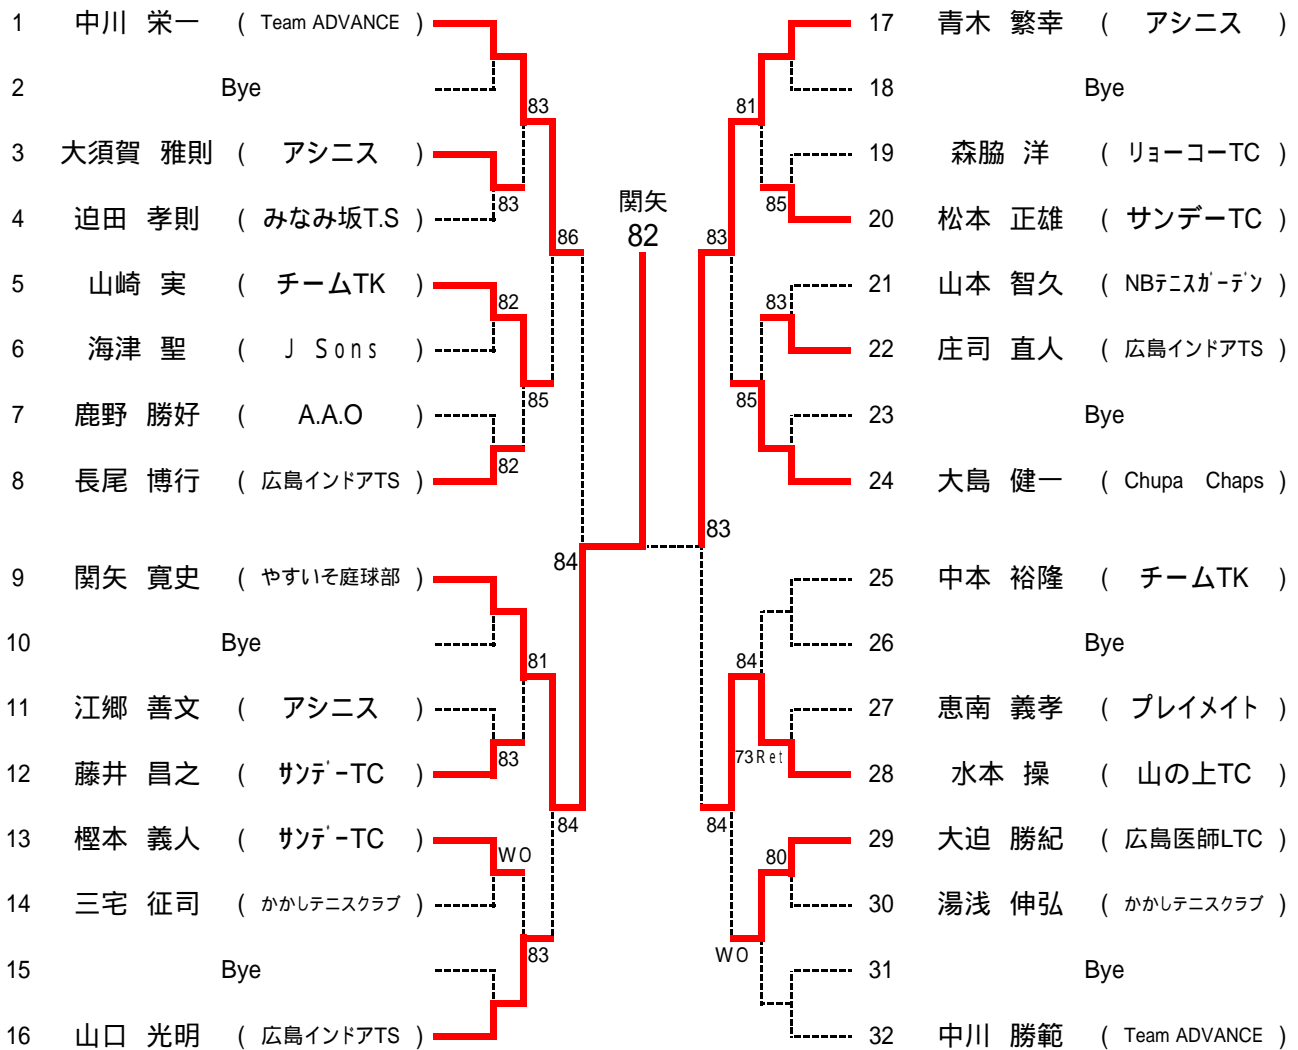 1 中川 栄一 ( Team ADVANCE )
2 Bye
83
3 大須賀 雅則 ( アシニス )
83
4 迫田 孝則 ( みなみ坂T.S )
86
5 山崎 実 ( チームTK )
82
6 海津 聖 ( J Sons )
85
7 鹿野 勝好 ( A.A.O )
82
8 長尾 博行 ( 広島インドアTS )
84
9 関矢 寛史 ( やすいそ庭球部 )
10 Bye
81
11 江郷 善文 ( アシニス )
83
12 藤井 昌之 ( サンデーTC )
84
13 樫本 義人 ( サンデーTC )
WO
14 三宅 征司 ( かかしテニスクラブ )
83
15 Bye
16 山口 光明 ( 広島インドアTS )
関矢
82
17 青木 繁幸 ( アシニス )
18 Bye
81
19 森脇 洋 ( リョーコーTC )
85
20 松本 正雄 ( サンデーTC )
83
21 山本 智久 ( NBテニスガーデン )
83
22 庄司 直人 ( 広島インドアTS )
85
23 Bye
24 大島 健一 ( Chupa Chaps )
83
25 中本 裕隆 ( チームTK )
26 Bye
84
27 恵南 義孝 ( プレイメイト )
73Ret
28 水本 操 ( 山の上TC )
84
29 大迫 勝紀 ( 広島医師LTC )
80
30 湯浅 伸弘 ( かかしテニスクラブ )
WO
31 Bye
32 中川 勝範 ( Team ADVANCE )